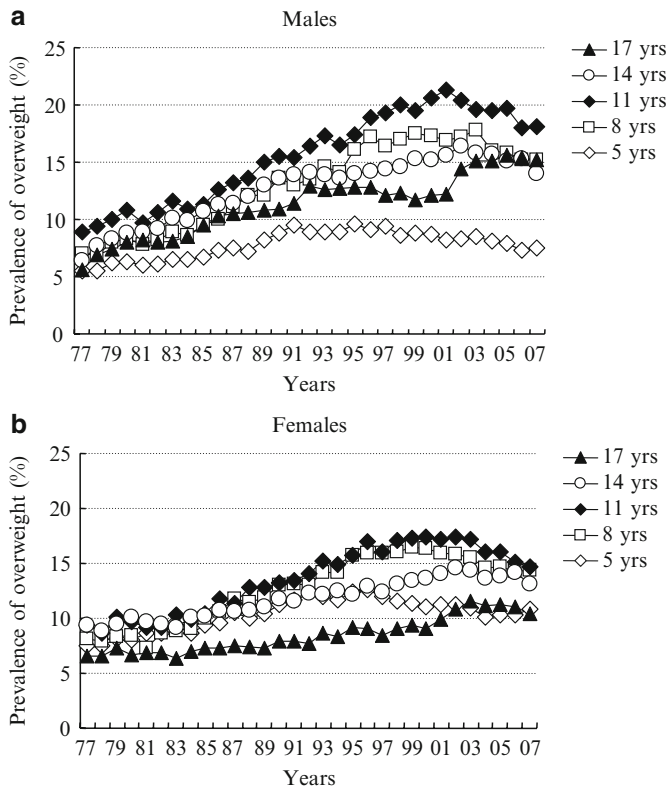 a
Males
Prevalence of overweight (%)
25
20
15
10
5
0
77 79 81 83 85 87 89 91 93 95 97 99 01 03 05 07
Years
17 yrs
14 yrs
11 yrs
8 yrs
5 yrs
b
Females
Prevalence of overweight (%)
25
20
15
10
5
0
77 79 81 83 85 87 89 91 93 95 97 99 01 03 05 07
Years
17 yrs
14 yrs
11 yrs
8 yrs
5 yrs